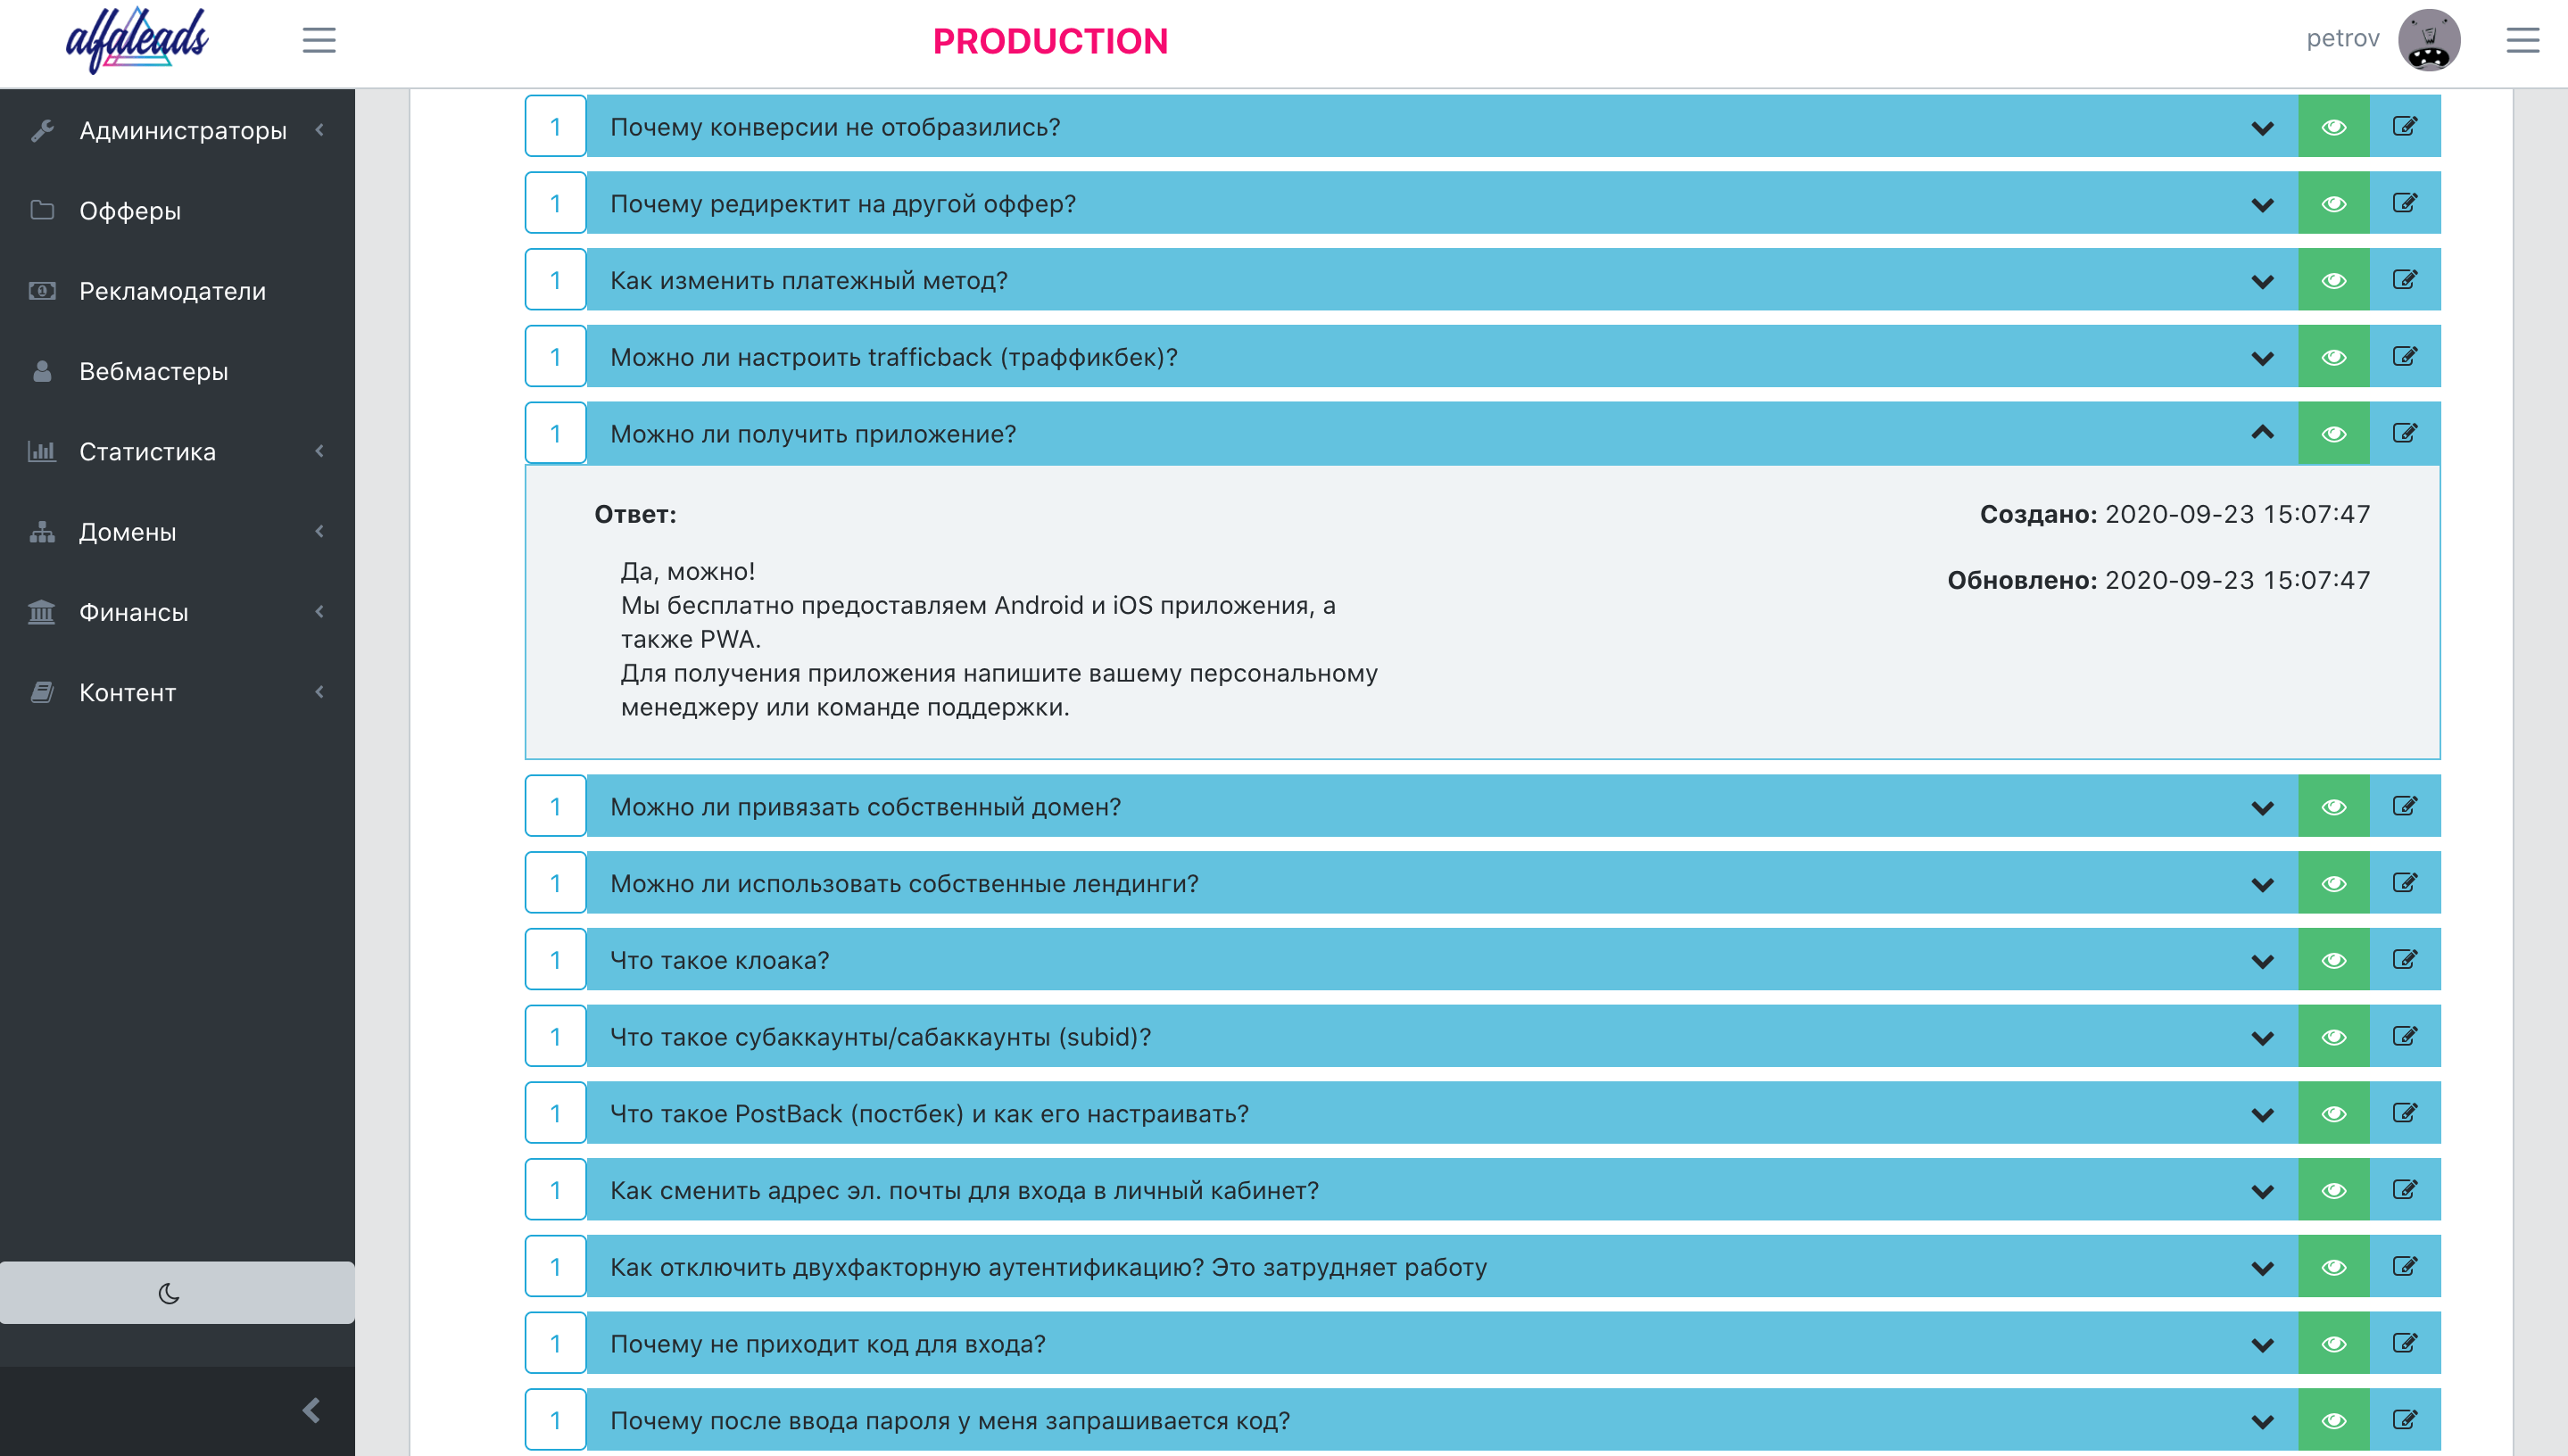 alfaleads
PRODUCTION
petrov
Администраторы
Офферы
Рекламодатели
Вебмастеры
Статистика
Домены
Финансы
Контент
1 Почему конверсии не отобразились?
1 Почему редиректит на другой оффер?
1 Как изменить платежный метод?
1 Можно ли настроить trafficback (траффикбек)?
1 Можно ли получить приложение?
Ответ:
Да, можно!
Мы бесплатно предоставляем Android и iOS приложения, а
также PWA.
Для получения приложения напишите вашему персональному
менеджеру или команде поддержки.
Создано: 2020-09-23 15:07:47
Обновлено: 2020-09-23 15:07:47
1 Можно ли привязать собственный домен?
1 Можно ли использовать собственные лендинги?
1 Что такое клоака?
1 Что такое субаккаунты/сабаккаунты (subid)?
1 Что такое PostBack (постбек) и как его настраивать?
1 Как сменить адрес эл. почты для входа в личный кабинет?
1 Как отключить двухфакторную аутентификацию? Это затрудняет работу
1 Почему не приходит код для входа?
1 Почему после ввода пароля у меня запрашивается код?